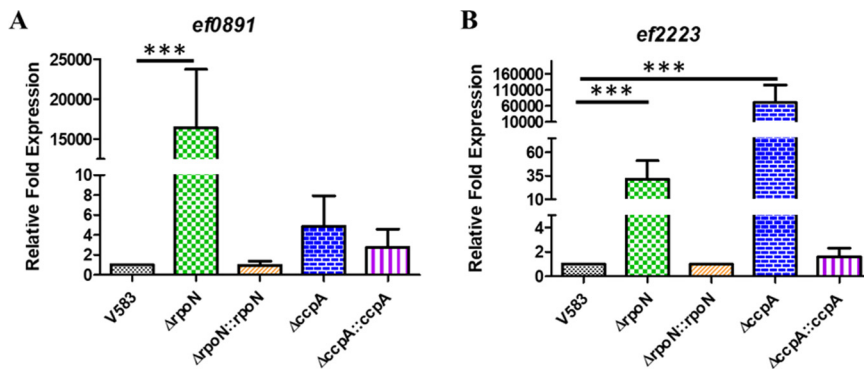 A
ef0891
***
Relative Fold Expression
25000
20000
15000
10
8
6
4
2
0
V583
ΔrpoN
ΔrpoN::rpoN
ΔccpA
ΔccpA::ccpA
B
ef2223
***
***
Relative Fold Expression
160000
110000
60000
10000
60
35
10
4
2
0
V583
ΔrpoN
ΔrpoN::rpoN
ΔccpA
ΔccpA::ccpA